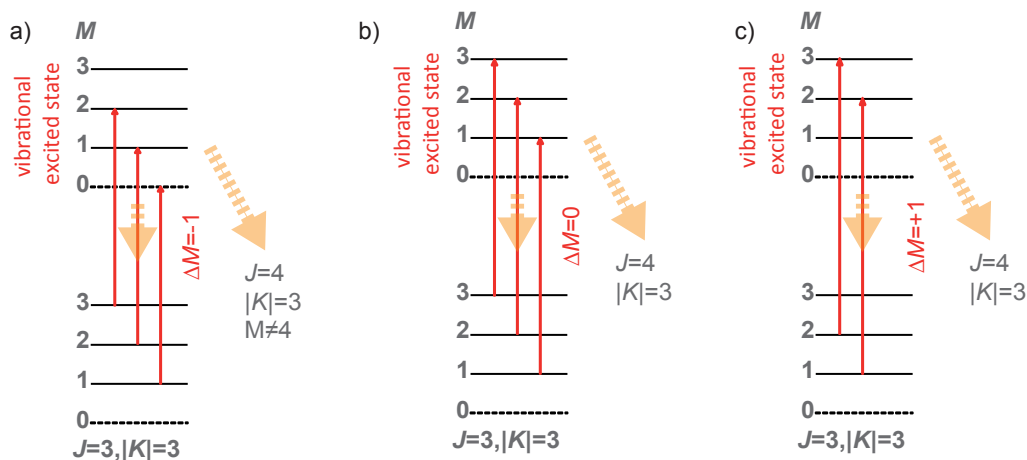 a)
M
3
2
1
0
vibrational
excited state
ΔM=-1
J=4
|K|=3
M≠4
3
2
1
0
J=3,|K|=3
b)
M
3
2
1
0
vibrational
excited state
ΔM=0
J=4
|K|=3
3
2
1
0
J=3,|K|=3
c)
M
3
2
1
0
vibrational
excited state
ΔM=+1
J=4
|K|=3
3
2
1
0
J=3,|K|=3